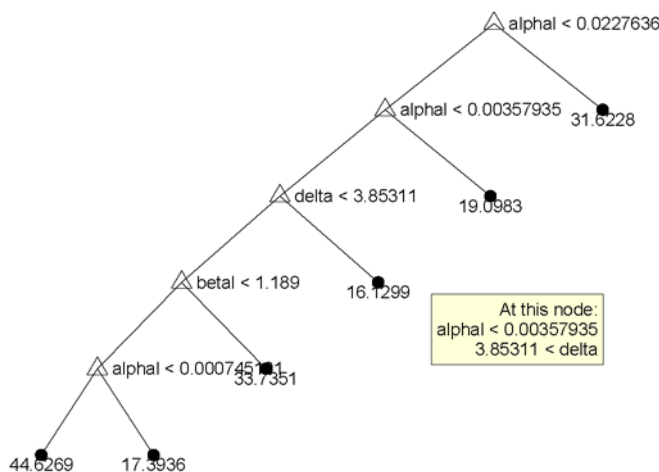 alphal < 0.0227636
alphal < 0.00357935
31.6228
delta < 3.85311
19.0983
betal < 1.189
16.1299
At this node:
alphal < 0.00357935
3.85311 < delta
33.7351
44.6269
17.3936